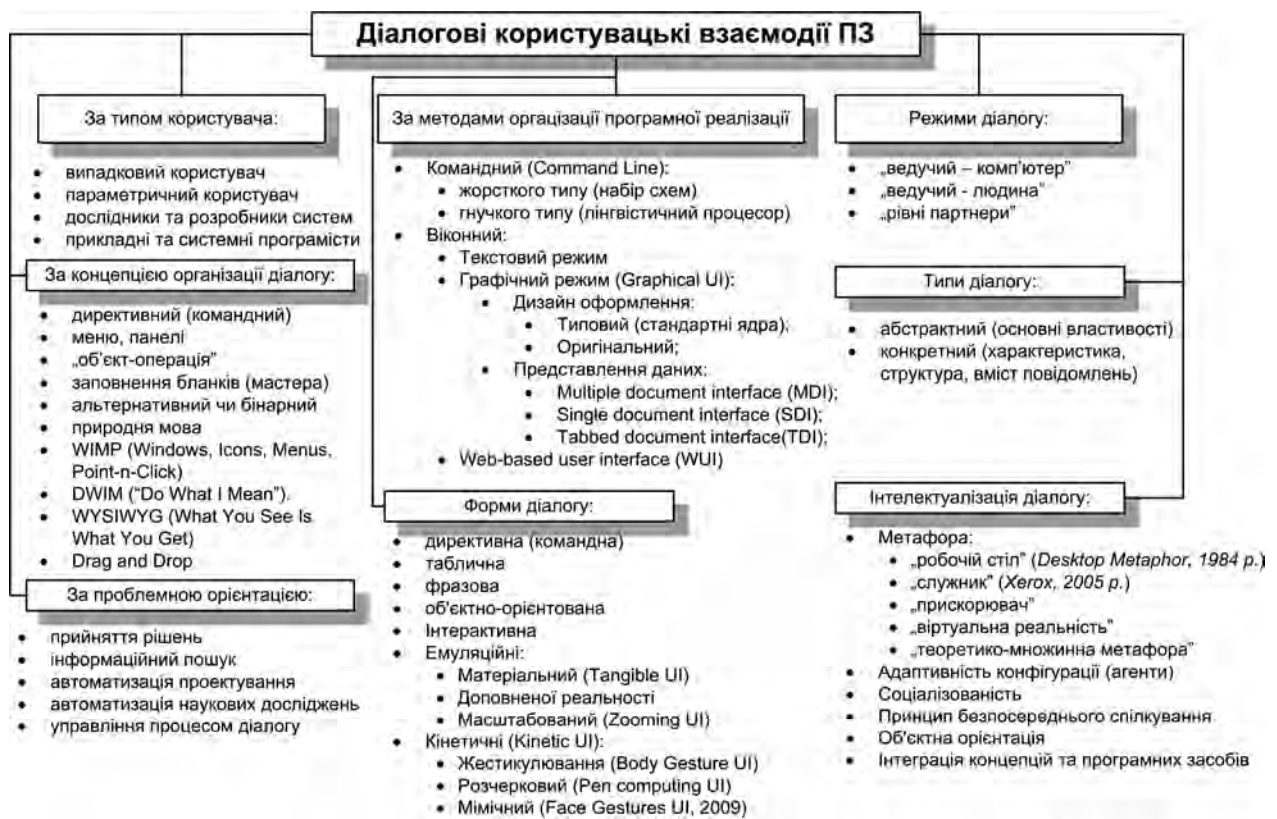 Діалогові користувацькі взаємодії ПЗ
За типом користувача:
випадковий користувач
параметричний користувач
дослідники та розробники систем
прикладні та системні програмісти
За концепцією організації діалогу:
директивний (командний)
меню, панелі
„об’єкт-операція”
заповнення бланків (мастера)
альтернативний чи бінарний
природня мова
WIMP (Windows, Icons, Menus,
Point-n-Click)
DWIM (“Do What I Mean”).
WYSIWYG (What You See Is
What You Get)
Drag and Drop
За проблемною орієнтацією:
прийняття рішень
інформаційний пошук
автоматизація проектування
автоматизація наукових досліджень
управління процесом діалогу
За методами оргацізації програмної реалізації
Командний (Command Line):
жорсткого типу (набір схем)
гнучкого типу (лінгвістичний процесор)
Віконний:
Текстовий режим
Графічний режим (Graphical UI):
Дизайн оформлення:
Типовий (стандартні ядра);
Оригінальний;
Представлення даних:
Multiple document interface (MDI);
Single document interface (SDI);
Tabbed document interface(TDI);
Web-based user interface (WUI)
Форми діалогу:
директивна (командна)
таблична
фразова
об’єктно-орієнтована
Інтерактивна
Емуляційні:
Матеріальний (Tangible UI)
Доповненої реальності
Масштабований (Zooming UI)
Кінетичні (Kinetic UI):
Жестикулювання (Body Gesture UI)
Розчерковий (Pen computing UI)
Мімічний (Face Gestures UI, 2009)
Режими діалогу:
„ведучий – комп’ютер”
„ведучий - людина”
„рівні партнери”
Типи діалогу:
абстрактний (основні властивості)
конкретний (характеристика,
структура, вміст повідомлень)
Інтелектуалізація діалогу:
Метафора:
„робочій стіл” (Desktop Metaphor, 1984 р.)
„служник” (Xerox, 2005 р.)
„прискорювач”
„віртуальна реальність”
„теоретико-множинна метафора”
Адаптивність конфігурації (агенти)
Соціалізованість
Принцип безпосереднього спілкування
Об’єктна орієнтація
Інтеграція концепцій та програмних засобів